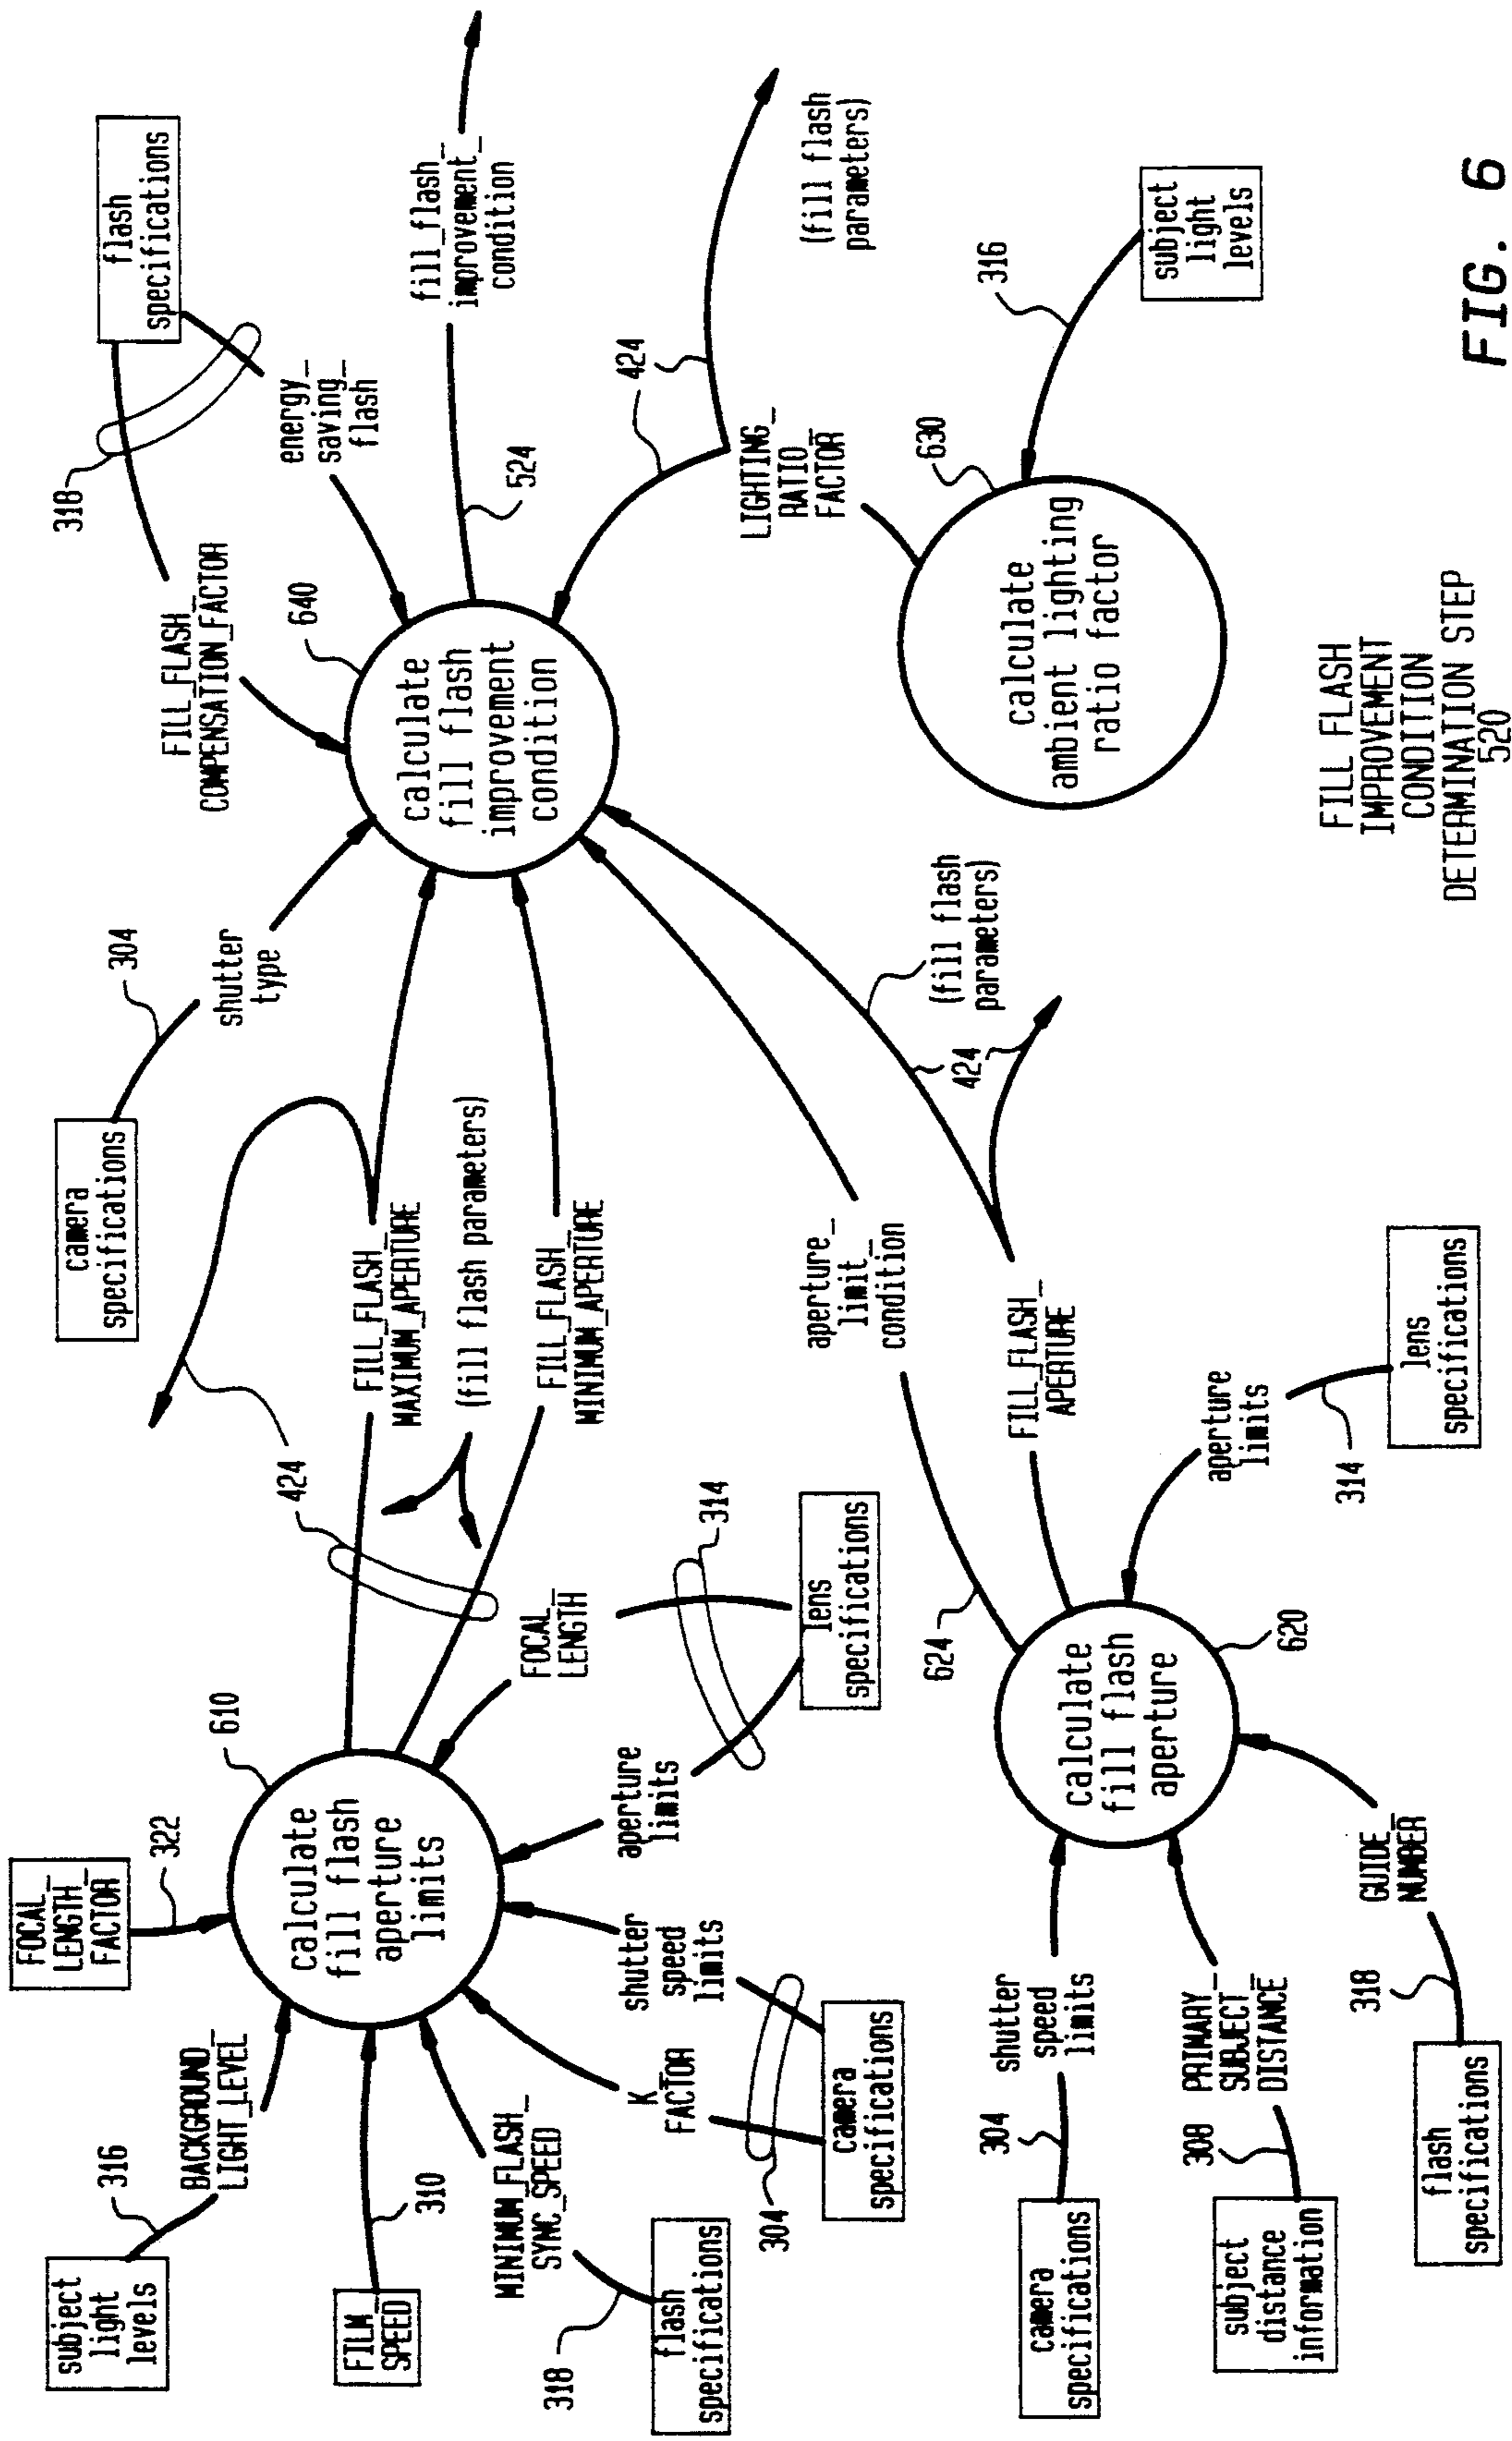 subject
light
levels
316
BACKGROUND_
LIGHT_LEVEL
FOCAL_
LENGTH_
FACTOR
322
FILM_
SPEED
310
flash
specifications
318
MINIMUM_FLASH_
SYNC_SPEED
camera
specifications
304
K_
FACTOR
shutter
speed
limits
lens
specifications
314
aperture
limits
FOCAL_
LENGTH
610
calculate
fill flash
aperture
limits
424
FILL_FLASH_
MAXIMUM_APERTURE
(fill flash parameters)
FILL_FLASH_
MINIMUM_APERTURE
camera
specifications
304
shutter
type
FILL_FLASH_
COMPENSATION_FACTOR
318
flash
specifications
energy_
saving_
flash
640
calculate
fill flash
improvement
condition
524
fill_flash_
improvement_
condition
424
(fill flash
parameters)
LIGHTING_
RATIO_
FACTOR
630
calculate
ambient lighting
ratio factor
316
subject
light
levels
camera
specifications
304
shutter
speed
limits
subject
distance
information
308
PRIMARY_
SUBJECT_
DISTANCE
flash
specifications
318
GUIDE_
NUMBER
620
calculate
fill flash
aperture
624
aperture_
limit_
condition
FILL_FLASH_
APERTURE
424
(fill flash
parameters)
aperture
limits
314
lens
specifications
FILL FLASH
IMPROVEMENT
CONDITION
DETERMINATION STEP
520
FIG. 6